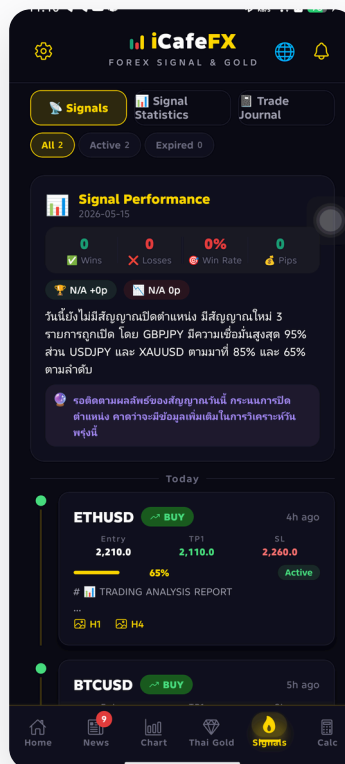 iCafeFX
FOREX SIGNAL & GOLD
📡 Signals
📊 Signal Statistics
📓 Trade Journal
All 2
Active 2
Expired 0
📊 Signal Performance
2026-05-15
0 0 0% 0
✅ Wins ❌ Losses 🎯 Win Rate 💰 Pips
🏆 N/A +0p 📉 N/A 0p
วันนี้ยังไม่มีสัญญาณปิดตำแหน่ง มีสัญญาณใหม่ 3
รายการถูกเปิด โดย GBPJPY มีความเชื่อมั่นสูงสุด 95%
ส่วน USDJPY และ XAUUSD ตามมาที่ 85% และ 65%
ตามลำดับ
🔮 รอติดตามผลลัพธ์ของสัญญาณวันนี้ กระนนการปิด
ตำแหน่ง คาดว่าจะมีข้อมูลเพิ่มเติมในการวิเคราะห์วัน
พรุ่งนี้
Today
ETHUSD BUY 4h ago
Entry TP1 SL
2,210.0 2,110.0 2,260.0
65% Active
# 📊 TRADING ANALYSIS REPORT
...
H1 H4
BTCUSD BUY 5h ago
9
Home News Chart Thai Gold Signals Calc